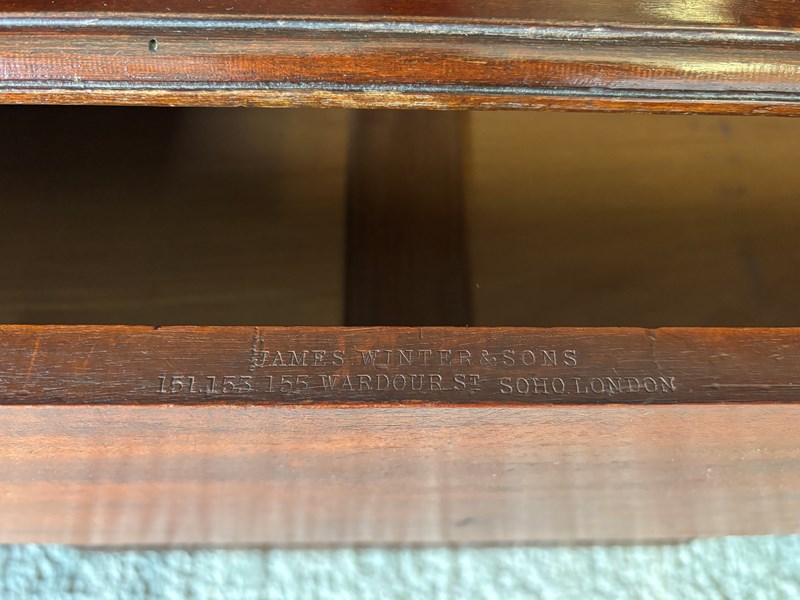 JAMES WINTER & SONS
151.153 155 WARDOUR ST SOHO.LONDON